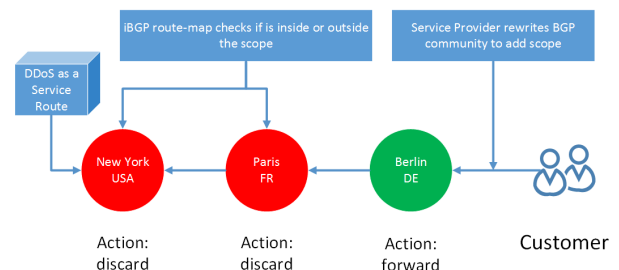 iBGP route-map checks if is inside or outside
the scope
Service Provider rewrites BGP
community to add scope
DDoS as a
Service
Route
New York
USA
Paris
FR
Berlin
DE
Action:
discard
Action:
discard
Action:
forward
Customer